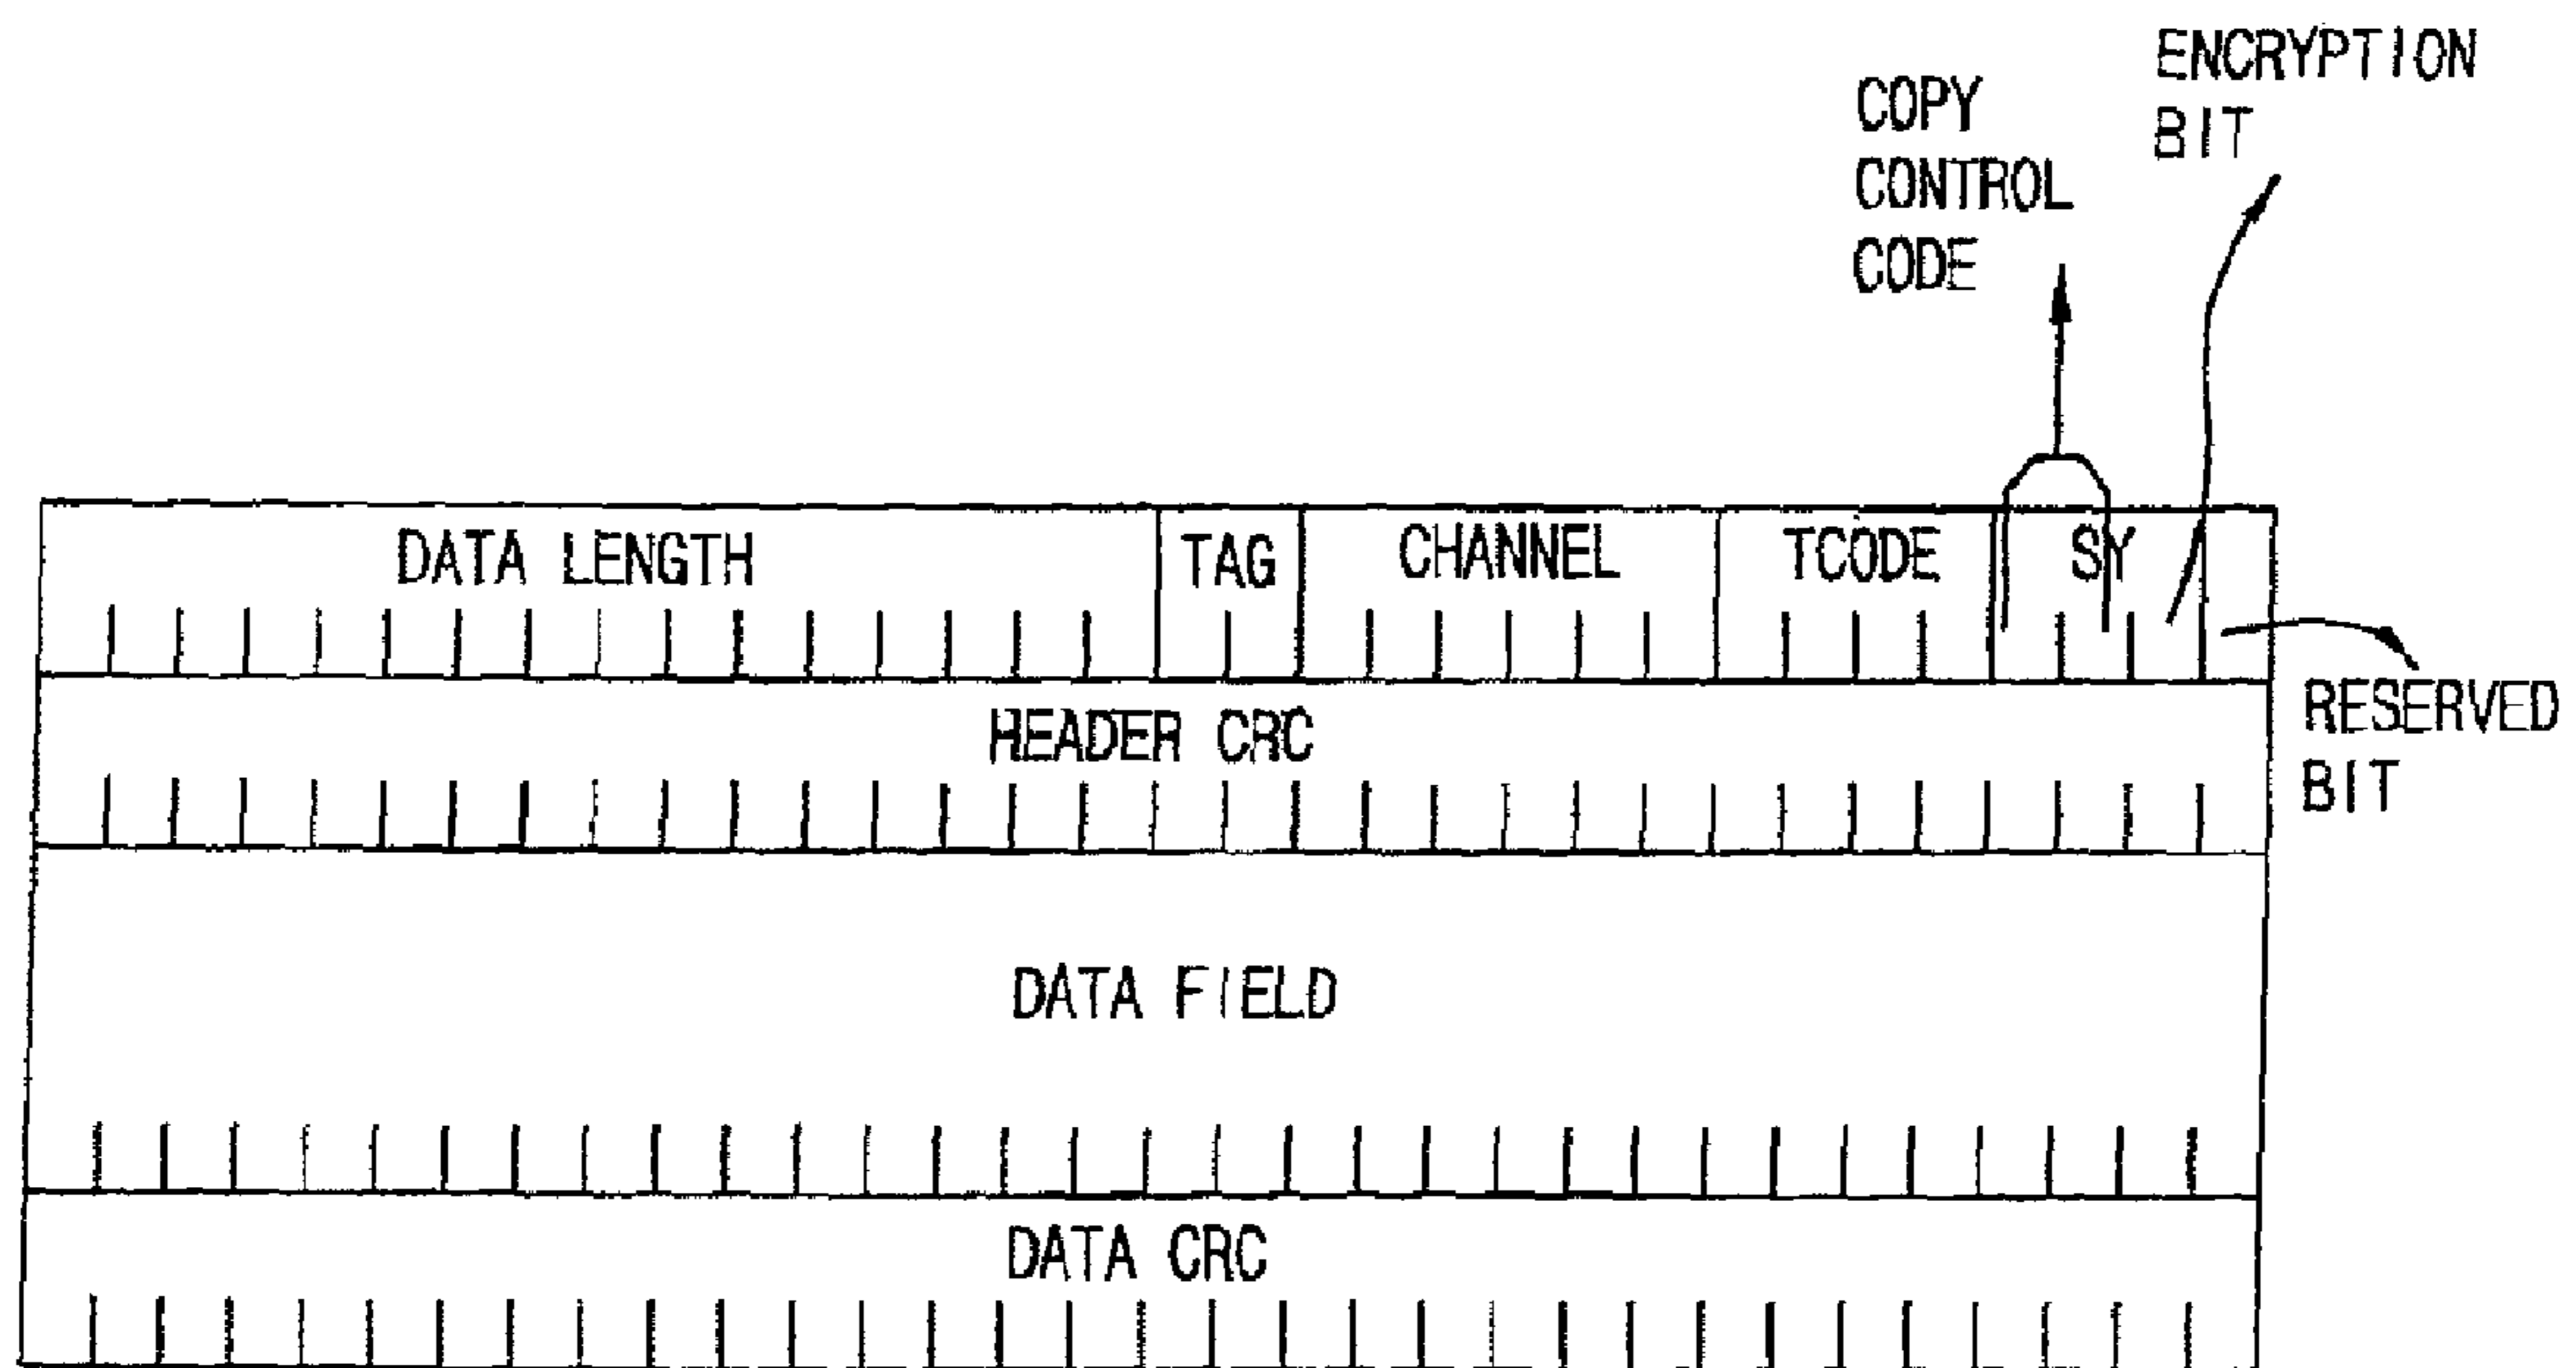 ENCRYPTION
BIT
COPY
CONTROL
CODE
DATA LENGTH TAG CHANNEL TCODE SY
RESERVED
BIT
HEADER CRC
DATA FIELD
DATA CRC